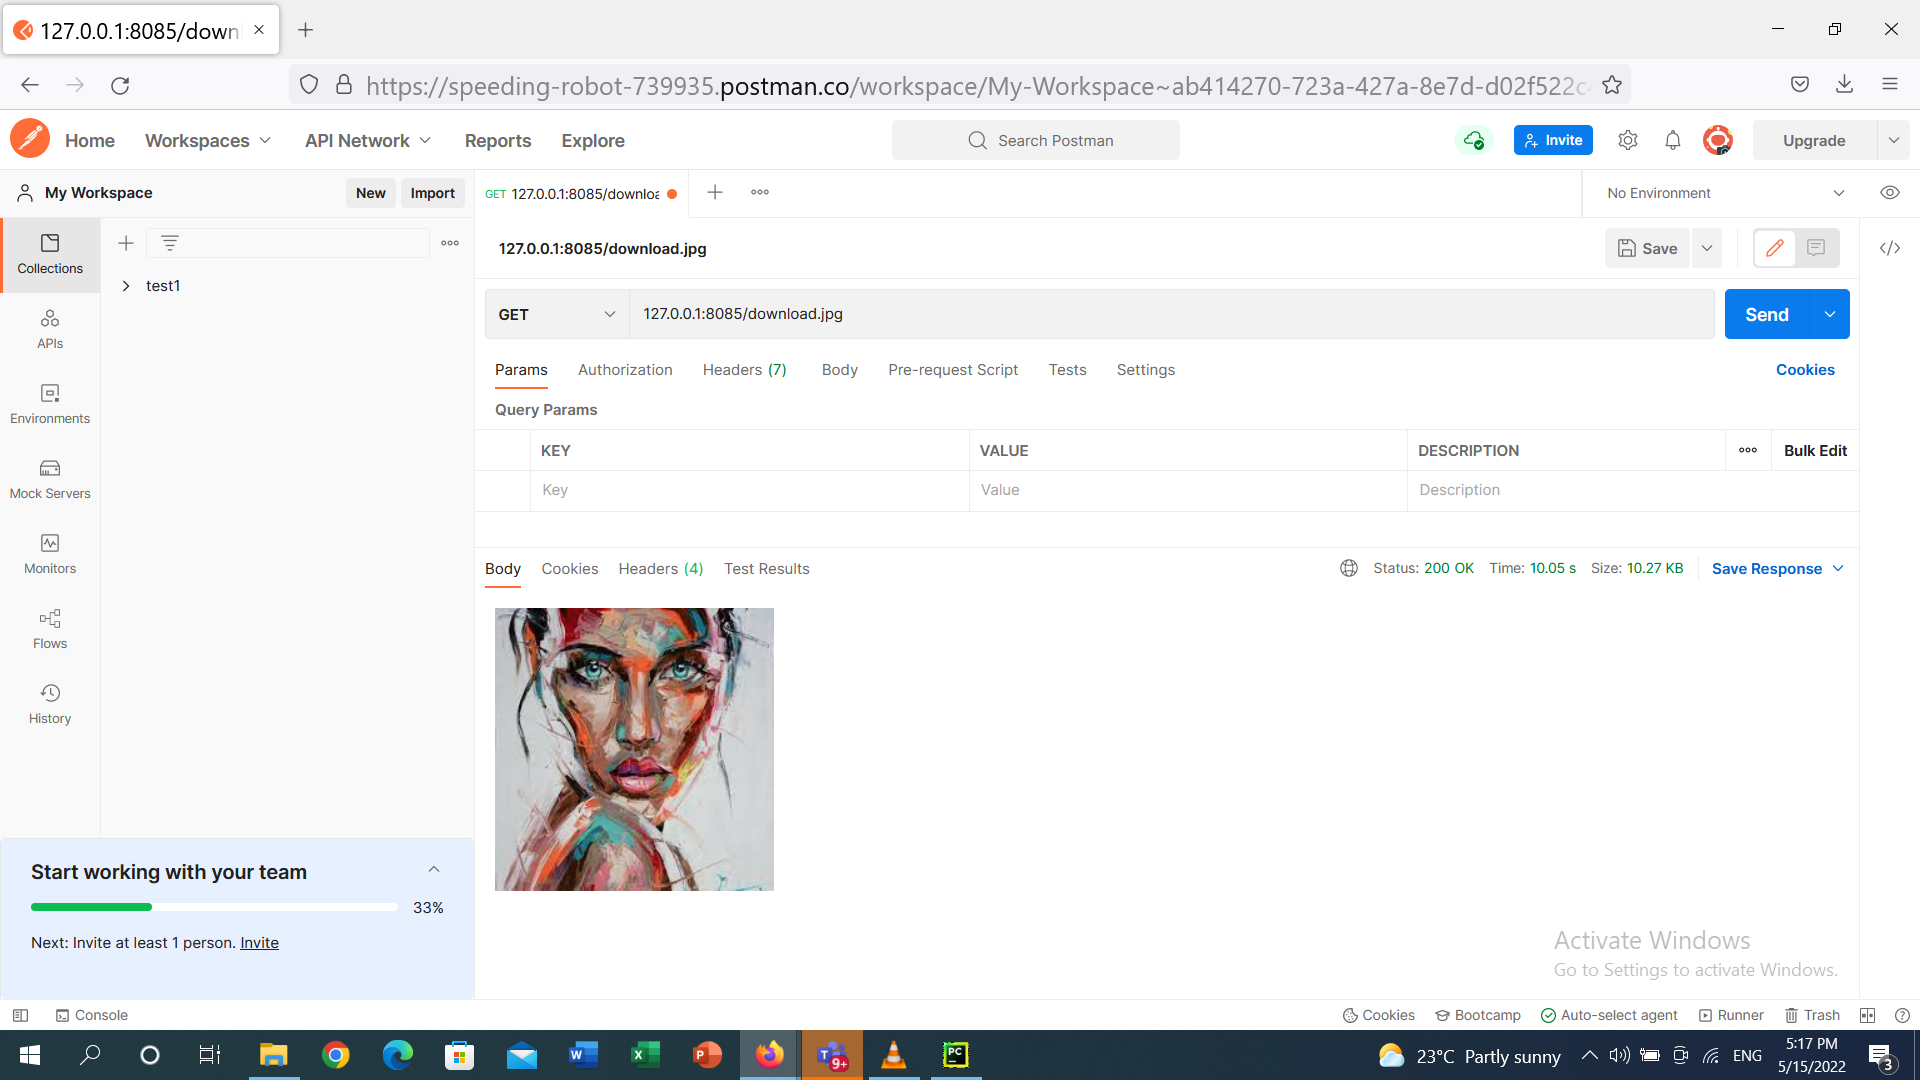 127.0.0.1:8085/down
https://speeding-robot-739935.postman.co/workspace/My-Workspace~ab414270-723a-427a-8e7d-d02f522c
Home Workspaces API Network Reports Explore Search Postman Invite Upgrade
My Workspace New Import GET 127.0.0.1:8085/downloa No Environment
127.0.0.1:8085/download.jpg Save
Collections
test1
GET 127.0.0.1:8085/download.jpg Send
APIs
Params Authorization Headers (7) Body Pre-request Script Tests Settings Cookies
Environments
Query Params
KEY VALUE DESCRIPTION Bulk Edit
Key Value Description
Mock Servers
Monitors
Body Cookies Headers (4) Test Results Status: 200 OK Time: 10.05 s Size: 10.27 KB Save Response
Flows
History
Start working with your team
33%
Next: Invite at least 1 person. Invite
Activate Windows
Go to Settings to activate Windows.
Console Cookies Bootcamp Auto-select agent Runner Trash
9+
PC
23°C Partly sunny ENG
5:17 PM
5/15/2022
3